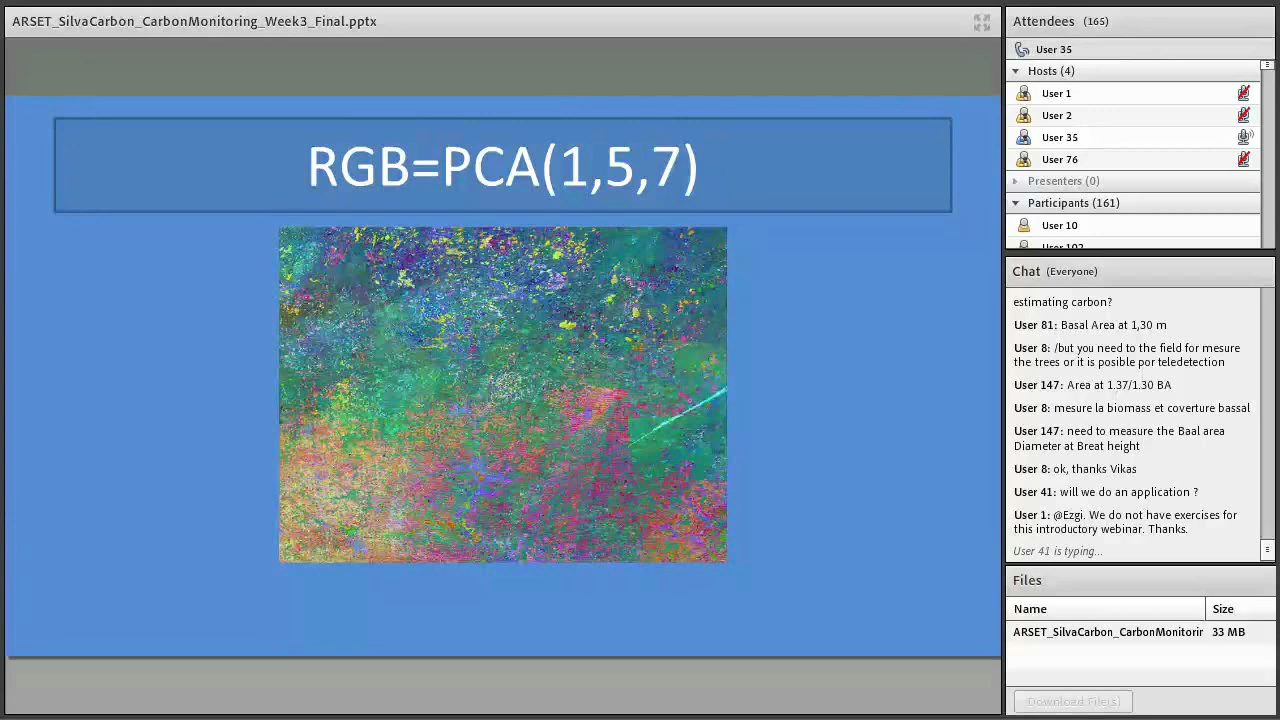 ARSET_SilvaCarbon_CarbonMonitoring_Week3_Final.pptx
RGB=PCA(1,5,7)
Attendees (165)
User 35
Hosts (4)
User 1
User 2
User 35
User 76
Presenters (0)
Participants (161)
User 10
User 102
Chat (Everyone)
estimating carbon?
User 81: Basal Area at 1,30 m
User 8: /but you need to the field for mesure
the trees or it is posible por teledetection
User 147: Area at 1.37/1.30 BA
User 8: mesure la biomass et coverture bassal
User 147: need to measure the Baal area
Diameter at Breat height
User 8: ok, thanks Vikas
User 41: will we do an application ?
User 1: @Ezgi. We do not have exercises for
this introductory webinar. Thanks.
User 41 is typing...
Files
Name Size
ARSET_SilvaCarbon_CarbonMonitorir 33 MB
Download File(s)